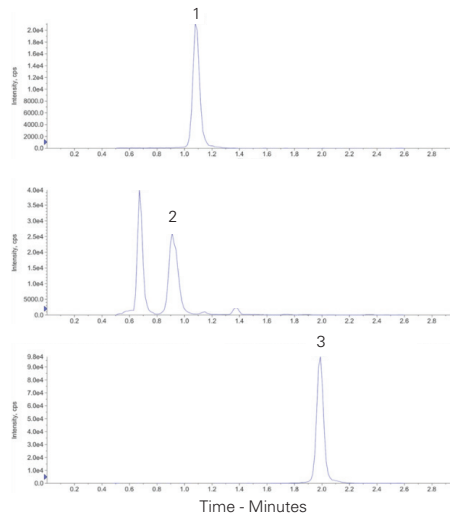 1
Intensity, cps
2.0e4
1.8e4
1.6e4
1.4e4
1.2e4
1.0e4
8000.0
6000.0
4000.0
2000.0
0.0
0.2 0.4 0.6 0.8 1.0 1.2 1.4 1.6 1.8 2.0 2.2 2.4 2.6 2.8
2
Intensity, cps
4.0e4
3.5e4
3.0e4
2.5e4
2.0e4
1.5e4
1.0e4
5000.0
0.0
0.2 0.4 0.6 0.8 1.0 1.2 1.4 1.6 1.8 2.0 2.2 2.4 2.6 2.8
3
Intensity, cps
9.8e4
9.0e4
8.0e4
7.0e4
6.0e4
5.0e4
4.0e4
3.0e4
2.0e4
1.0e4
0.0
0.2 0.4 0.6 0.8 1.0 1.2 1.4 1.6 1.8 2.0 2.2 2.4 2.6 2.8
Time - Minutes